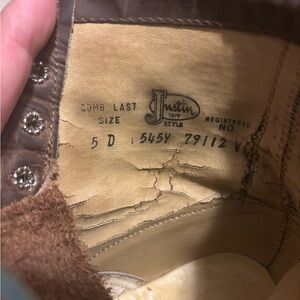 COMB LAST
SIZE
Justin
1879
STYLE
REGISTERED
NO.
5 D 545Y 79112